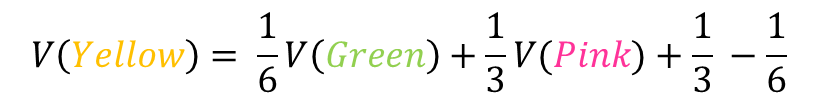 V(Yellow) = 1/6 V(Green) + 1/3 V(Pink) + 1/3 − 1/6